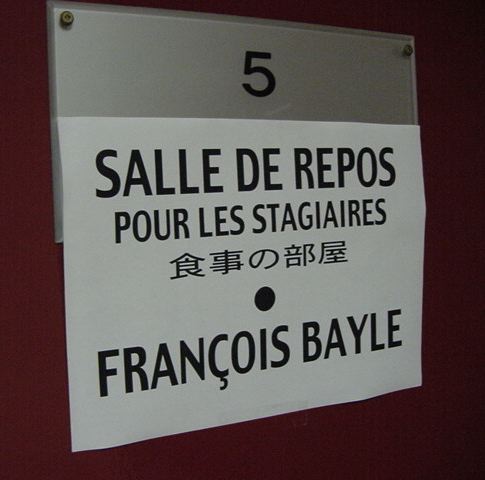 5
SALLE DE REPOS
POUR LES STAGIAIRES
食事の部屋
●
FRANÇOIS BAYLE